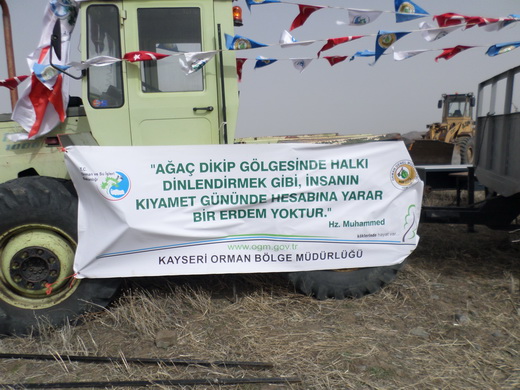 "AĞAÇ DİKİP GÖLGESİNDE HALKI
DİNLENDİRMEK GİBİ, İNSANIN
KIYAMET GÜNÜNDE HESABINA YARAR
BİR ERDEM YOKTUR."
Hz. Muhammed
www.ogm.gov.tr
KAYSERİ ORMAN BÖLGE MÜDÜRLÜĞÜ